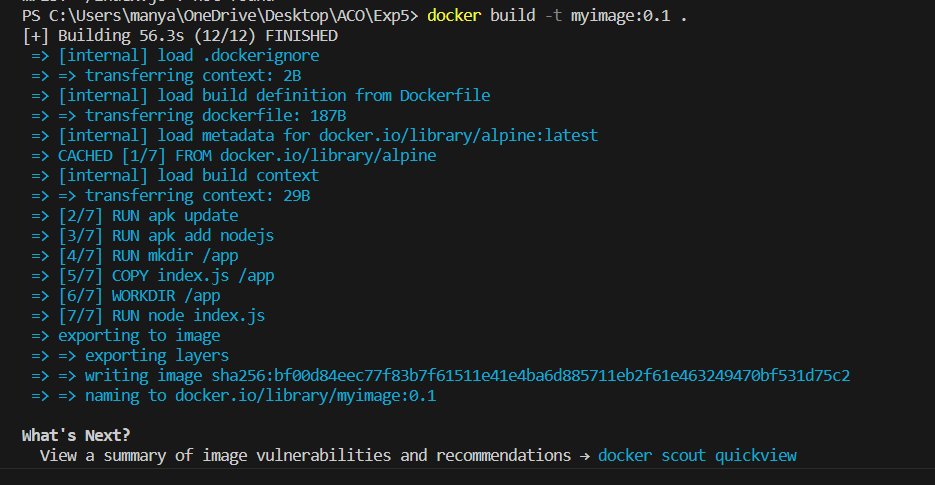 PS C:\Users\manya\OneDrive\Desktop\ACO\Exp5> docker build -t myimage:0.1 .
[+] Building 56.3s (12/12) FINISHED
=> [internal] load .dockerignore
=> => transferring context: 2B
=> [internal] load build definition from Dockerfile
=> => transferring dockerfile: 187B
=> [internal] load metadata for docker.io/library/alpine:latest
=> CACHED [1/7] FROM docker.io/library/alpine
=> [internal] load build context
=> => transferring context: 29B
=> [2/7] RUN apk update
=> [3/7] RUN apk add nodejs
=> [4/7] RUN mkdir /app
=> [5/7] COPY index.js /app
=> [6/7] WORKDIR /app
=> [7/7] RUN node index.js
=> exporting to image
=> => exporting layers
=> => writing image sha256:bf00d84eec77f83b7f61511e41e4ba6d885711eb2f61e463249470bf531d75c2
=> => naming to docker.io/library/myimage:0.1
What's Next?
View a summary of image vulnerabilities and recommendations → docker scout quickview